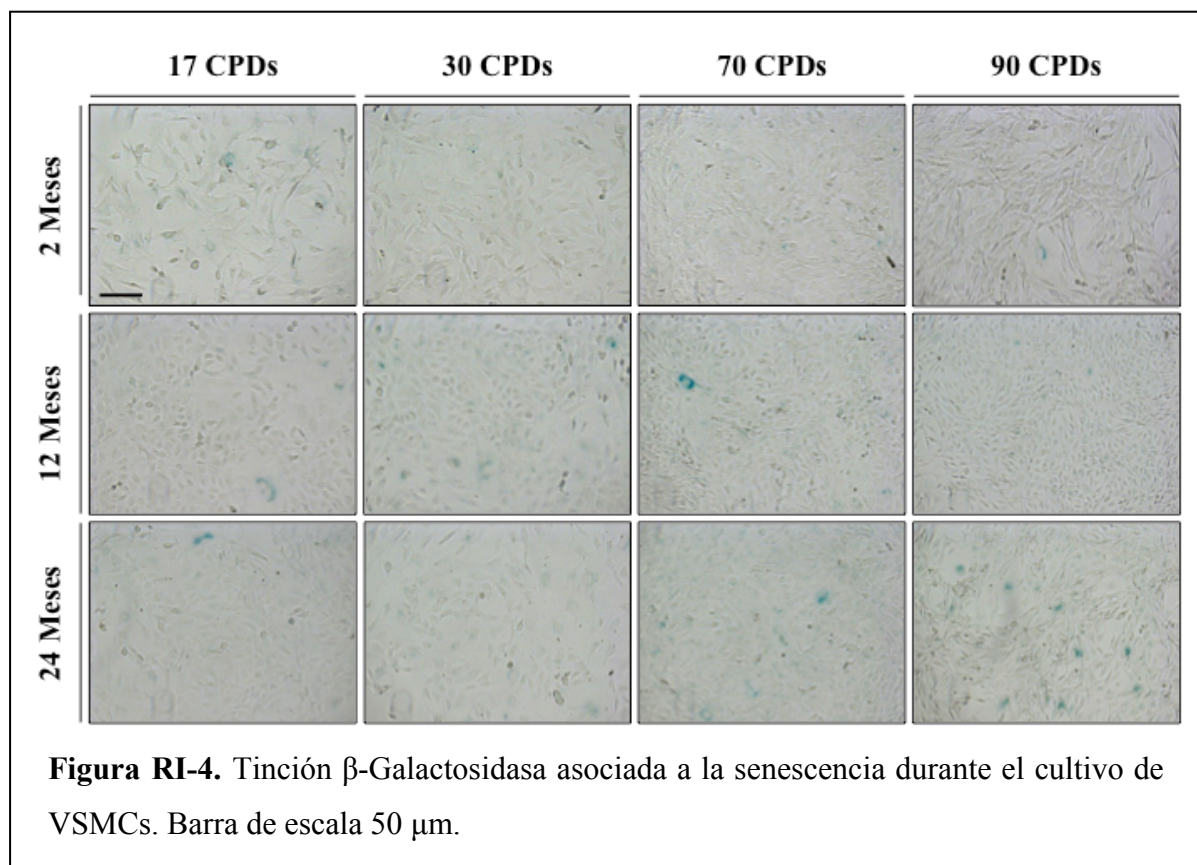 17 CPDs 30 CPDs 70 CPDs 90 CPDs
2 Meses
12 Meses
24 Meses
Figura RI-4. Tinción β-Galactosidasa asociada a la senescencia durante el cultivo de
VSMCs. Barra de escala 50 μm.